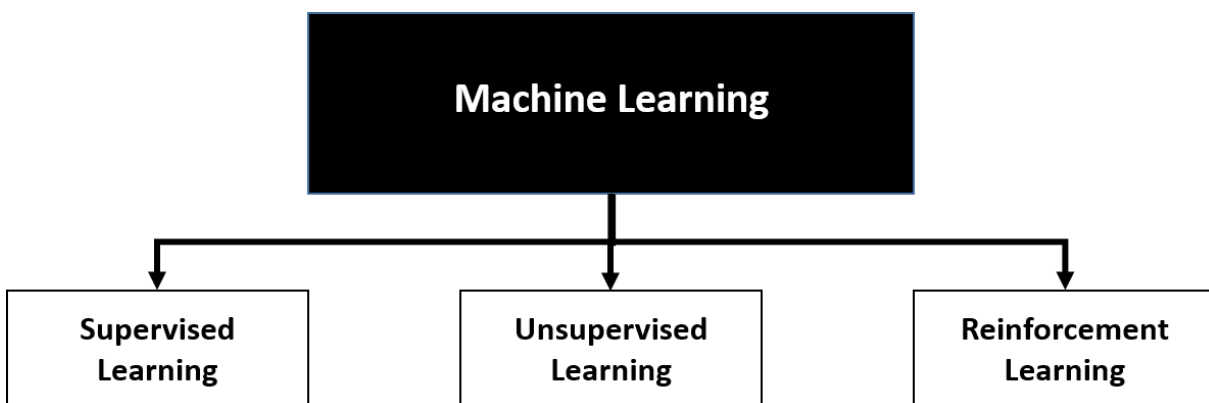 Machine Learning
Supervised
Learning
Unsupervised
Learning
Reinforcement
Learning